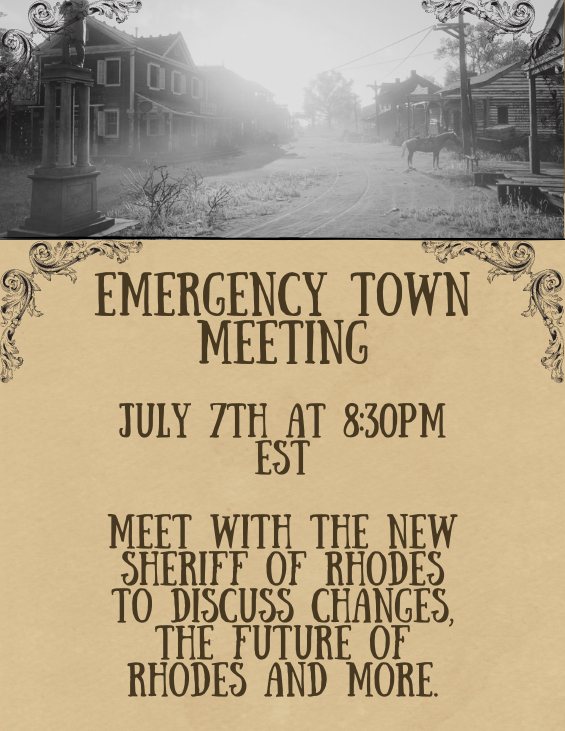 EMERGENCY TOWN
MEETING
JULY 7TH AT 8:30PM
EST
MEET WITH THE NEW
SHERIFF OF RHODES
TO DISCUSS CHANGES,
THE FUTURE OF
RHODES AND MORE.